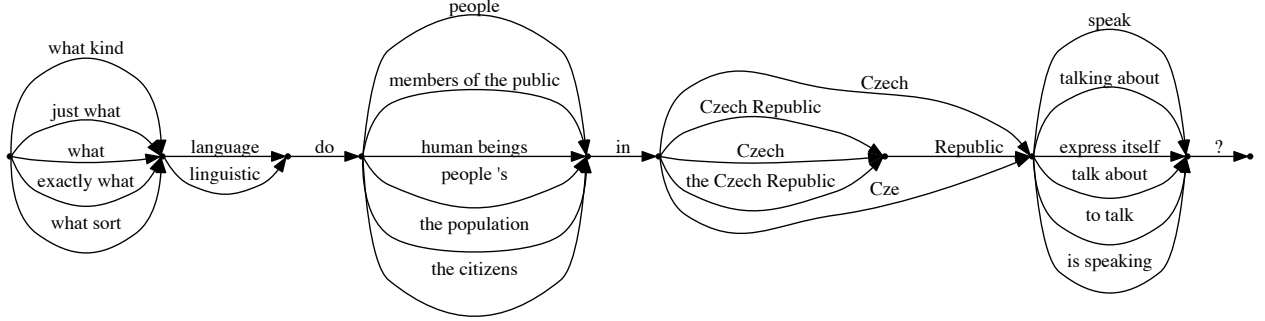 what kind
just what
what
exactly what
what sort
language
linguistic
do
people
members of the public
human beings
people 's
the population
the citizens
in
Czech
Czech Republic
Czech
the Czech Republic
Cze
Republic
speak
talking about
express itself
talk about
to talk
is speaking
?